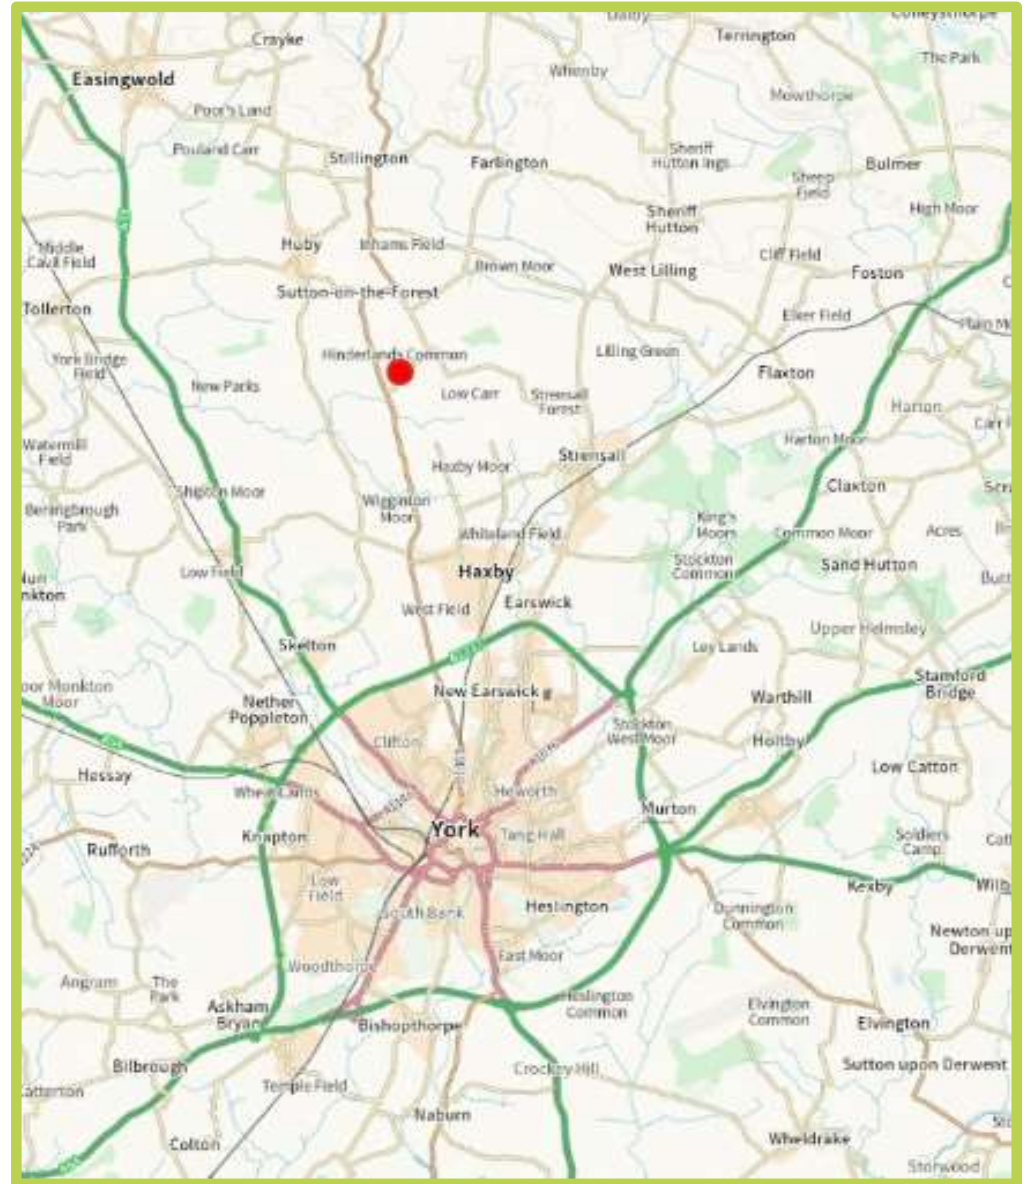 Crayke
Terrington
The Park
Easingwold
Whenby
Mowthorpe
Poor's Land
Pouland Carr
Stillington
Farlington
Sheriff
Hutton Ings
Bulmer
Sheep
Field
High Moor
Sheriff
Hutton
Middle
Cavil Field
Huby
Inhams Field
Brown Moor
West Lilling
Cliff Field
Foston
Sutton-on-the-Forest
Tollerton
Elker Field
York Bridge
Field
Hinderlands Common
Lilling Green
Flaxton
New Parks
Low Carr
Strensall
Forest
Harton
Watermill
Field
Strensall
Harton Moor
Haxby Moor
Shipton Moor
Wigginton
Moor
Claxton
Beningbrough
Park
King's
Moors
Whiteland Field
Common Moor
Acres
Low Field
Haxby
Stockton
Common
Sand Hutton
West Field
Earswick
Upper Helmsley
Skelton
Ley Lands
Stamford
Bridge
Nether
Poppleton
New Earswick
Warthill
Clifton
Stockton
West Moor
Holtby
Hessay
Low Catton
Heworth
Murton
Knapton
York
Tang Hall
Soldiers
Camp
Rufforth
Low
Field
Kexby
South Bank
Heslington
Dunnington
Common
Newton up
Derwent
East Moor
Woodthorpe
Angram
The
Park
Askham
Bryan
Heslington
Common
Elvington
Common
Bishopthorpe
Elvington
Bilbrough
Crockey Hill
Sutton upon Derwent
Temple Field
Naburn
Colton
Wheldrake
Storwood